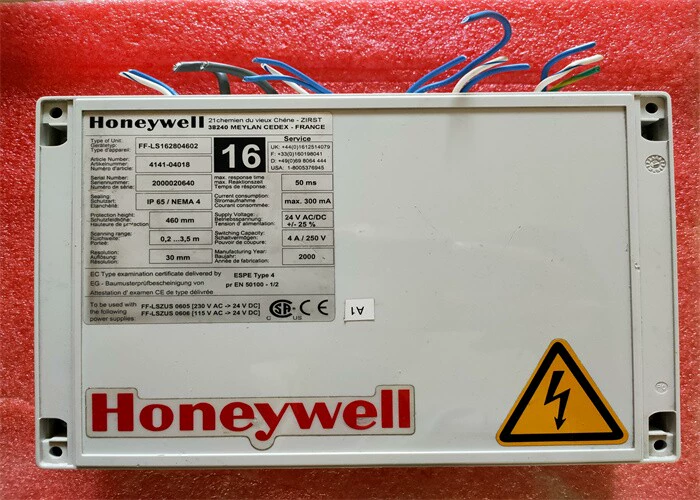 Honeywell 21chemin du vieux Chêne - ZIRST
38240 MEYLAN CEDEX - FRANCE
Type of Unit:
Gerätetyp:
Type d'appareil:
FF-LS162804602
Article Number:
Artikelnummer:
Numéro d'article:
4141-04018
Serial Number:
Seriennummer:
Numéro de série:
2000020640
Sealing:
Schutzart:
Etanchéité:
IP 65 / NEMA 4
Protection height:
Schutzfeldhöhe:
Hauteur de protection:
460 mm
Scanning range:
Reichweite:
Portée:
0,2 ...3,5 m
Resolution:
Auflösung:
Résolution:
30 mm
16
Service
UK: +44(0)1612514079
F: +33(0)160198041
D: +49(0)69 8064 444
USA: 1-8005376945
max. response time
max. Reaktionszeit
Temps de réponse:
50 ms
Current consumption:
Stromaufnahme
Courant consommée:
max. 300 mA
Supply Voltage:
Betriebsspannung
Tension d'alimentation:
24 V AC/DC
+/- 25 %
Switching Capacity:
Schaltvermögen:
Pouvoir de coupure:
4 A / 250 V
Manufacturing Year:
Baujahr:
Année de fabrication:
2000
EC Type examination certificate delivered by
EG - Baumusterprüfbescheinigung von
Attestation d' examen CE de type délivrée
ESPE Type 4
pr EN 50100 - 1/2
To be used with
the following
power supplies:
FF-LSZUS 0605 [230 V AC -> 24 V DC]
FF-LSZUS 0606 [115 V AC -> 24 V DC]
C US
CE
A1
Honeywell